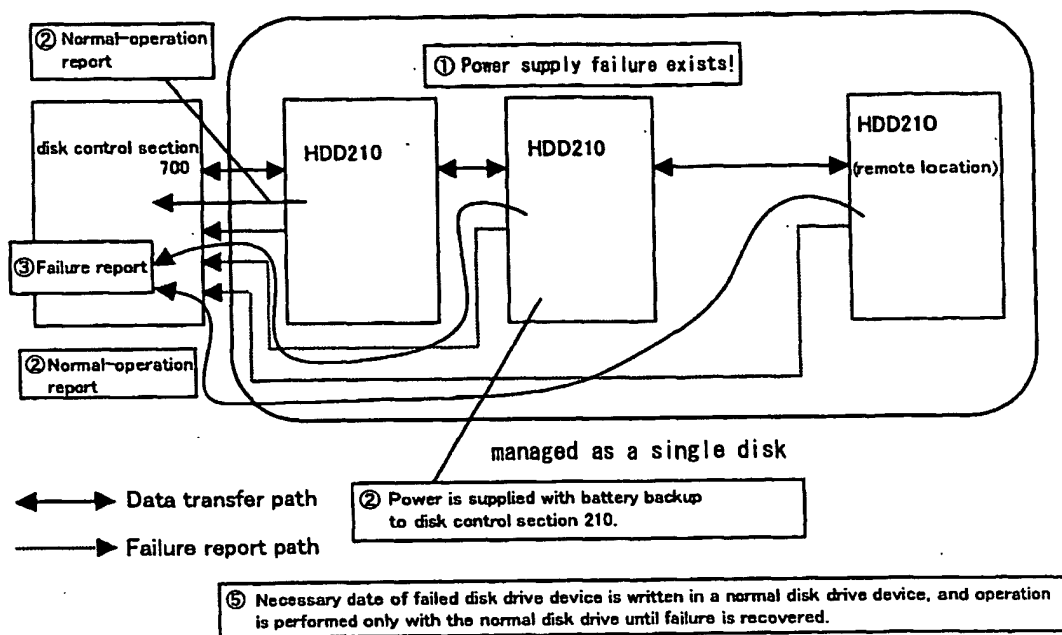 ② Normal-operation
report
① Power supply failure exists!
disk control section
700
HDD210
HDD210
HDD210
(remote location)
③ Failure report
② Normal-operation
report
managed as a single disk
Data transfer path
Failure report path
② Power is supplied with battery backup
to disk control section 210.
⑤ Necessary date of failed disk drive device is written in a normal disk drive device, and operation
is performed only with the normal disk drive until failure is recovered.